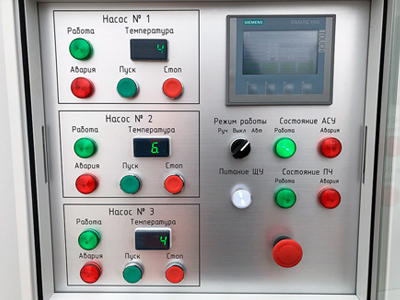 Насос № 1
Работа Температура
4
Авария Пуск Стоп
Насос № 2
Работа Температура
6.
Авария Пуск Стоп
Насос № 3
Работа Температура
4
Авария Пуск Стоп
SIEMENS
SIMATIC HMI
Режим работы
Руч Выкл Авт
Состояние АСУ
Работа Авария
Питание ЩУ
Состояние ПЧ
Работа Авария